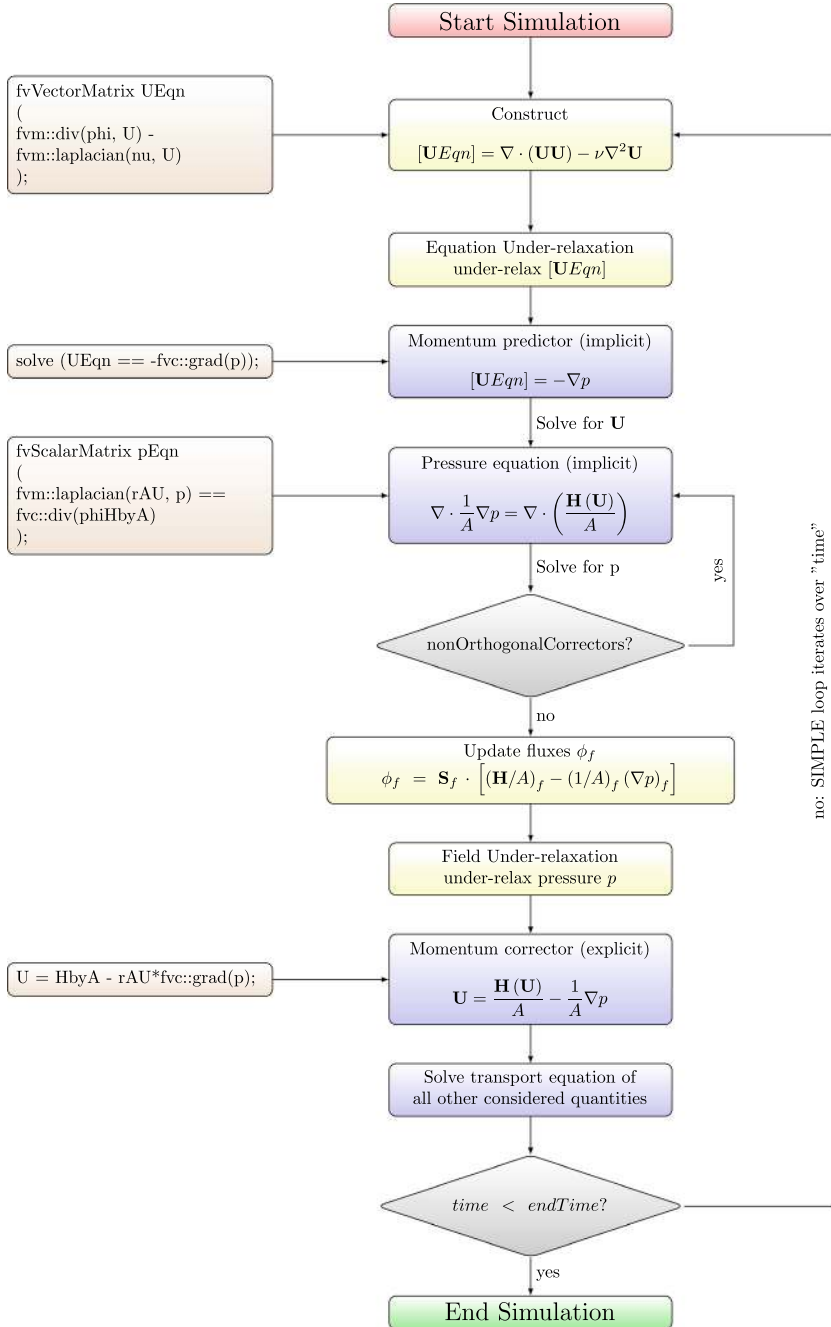 Start Simulation
fvVectorMatrix UEqn
(
fvm::div(phi, U) -
fvm::laplacian(nu, U)
);
Construct
[𝐔Eqn] = ∇ · (𝐔𝐔) − ν∇²𝐔
Equation Under-relaxation
under-relax [𝐔Eqn]
solve (UEqn == -fvc::grad(p));
Momentum predictor (implicit)
[𝐔Eqn] = −∇p
Solve for 𝐔
fvScalarMatrix pEqn
(
fvm::laplacian(rAU, p) ==
fvc::div(phiHbyA)
);
Pressure equation (implicit)
∇ · 1/A ∇p = ∇ · (𝐇 (𝐔)/A)
Solve for p
yes
nonOrthogonalCorrectors?
no
Update fluxes ϕ_f
ϕ_f = 𝐒_f · [(𝐇/A)_f − (1/A)_f (∇p)_f]
Field Under-relaxation
under-relax pressure p
U = HbyA - rAU*fvc::grad(p);
Momentum corrector (explicit)
𝐔 = 𝐇 (𝐔)/A − 1/A ∇p
Solve transport equation of
all other considered quantities
time < endTime?
no: SIMPLE loop iterates over ”time”
yes
End Simulation